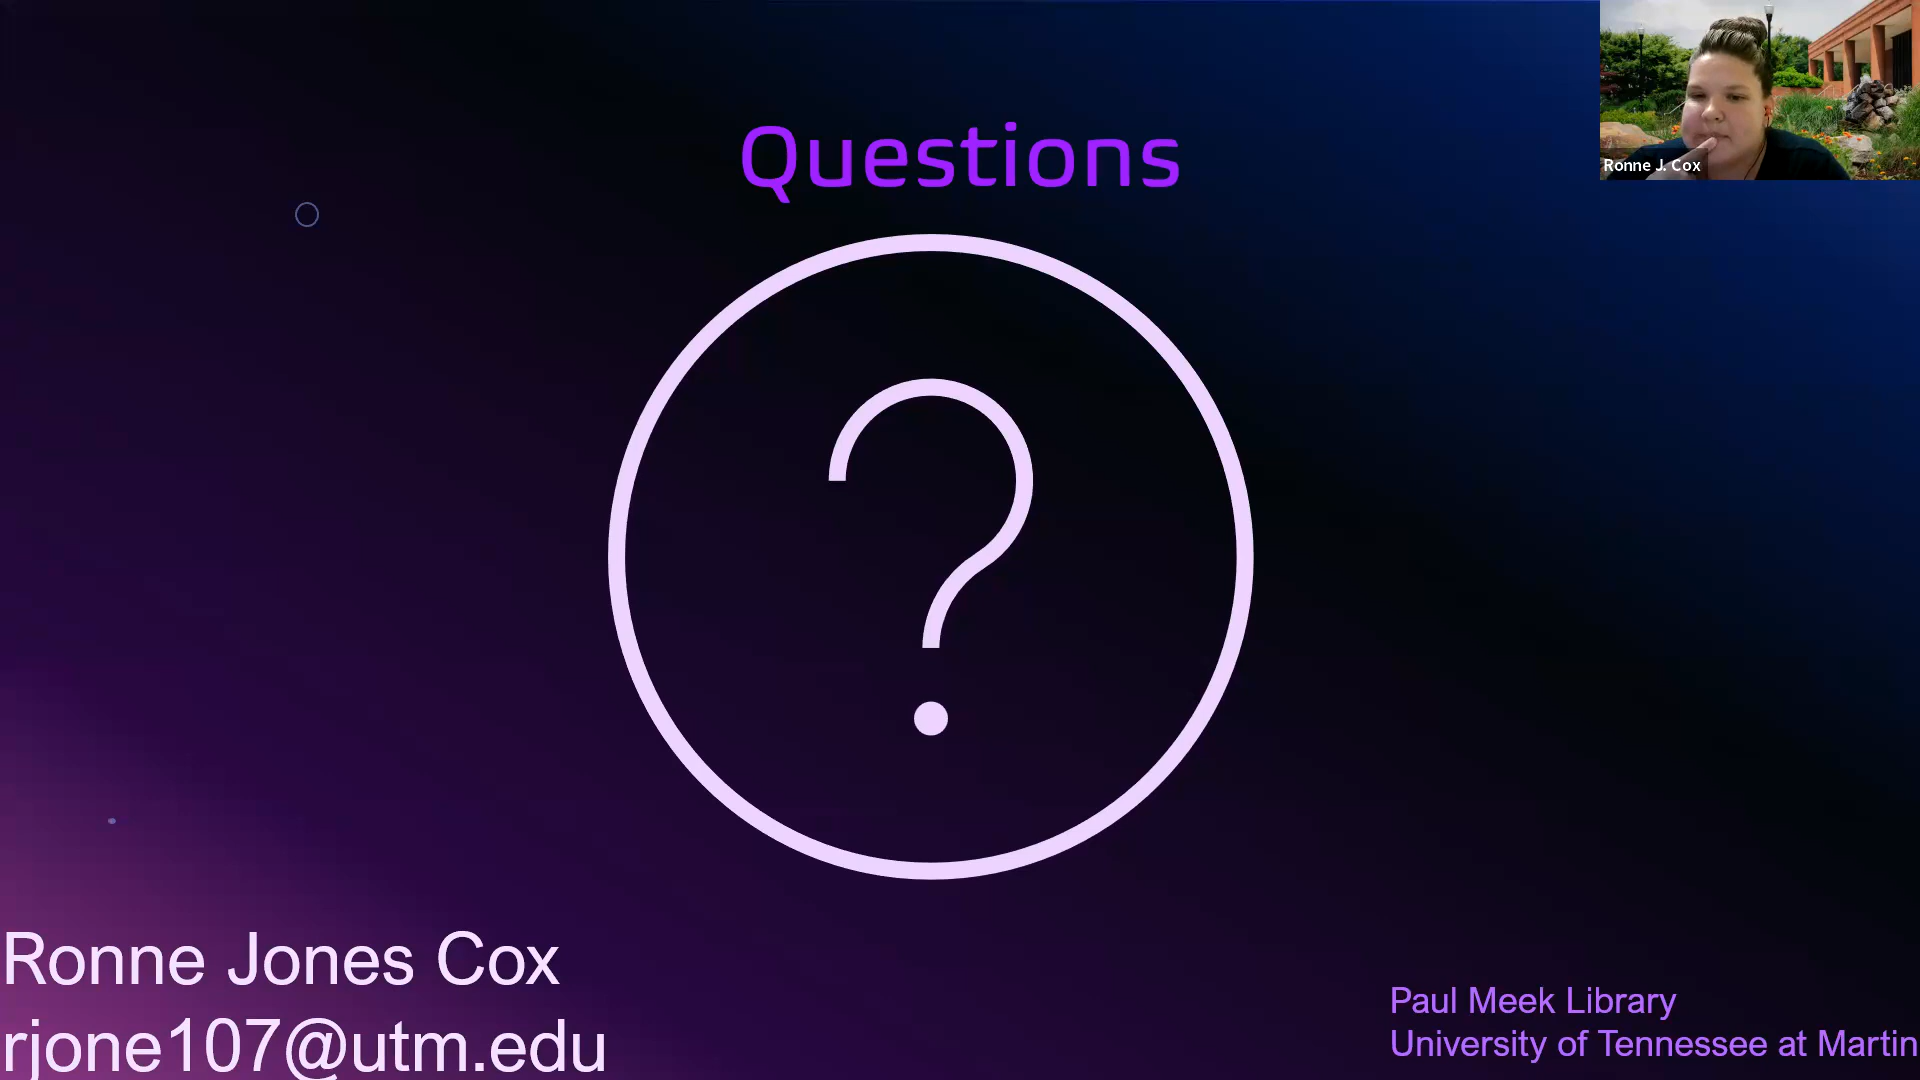 Questions
Ronne J. Cox
?
Ronne Jones Cox
rjone107@utm.edu
Paul Meek Library
University of Tennessee at Martin